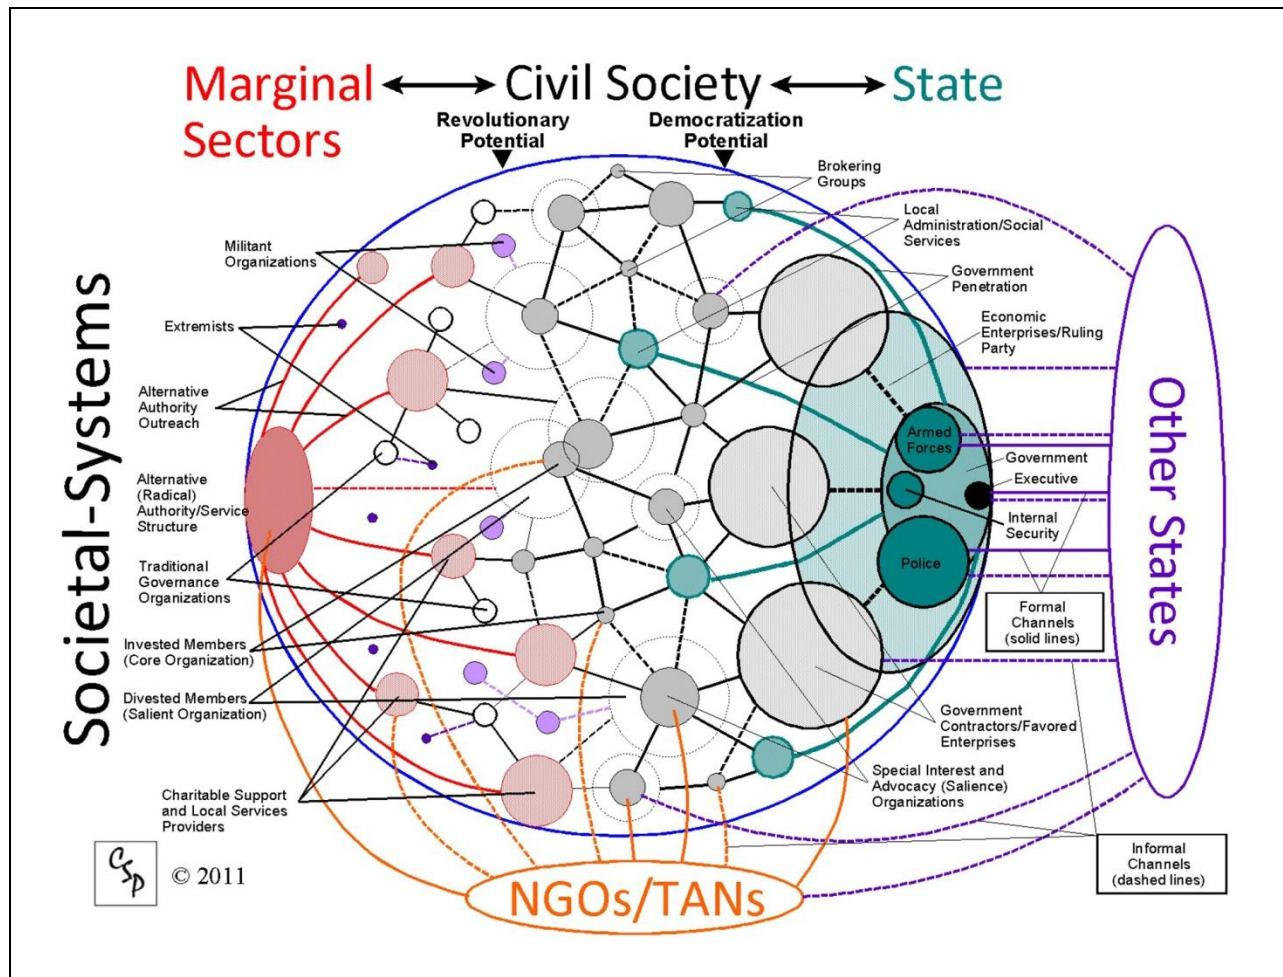 Marginal
Sectors
Civil Society
State
Revolutionary
Potential
Democratization
Potential
Societal-Systems
Militant
Organizations
Extremists
Alternative
Authority
Outreach
Alternative
(Radical)
Authority/Service
Structure
Traditional
Governance
Organizations
Invested Members
(Core Organization)
Divested Members
(Salient Organization)
Charitable Support
and Local Services
Providers
Brokering
Groups
Local
Administration/Social
Services
Government
Penetration
Economic
Enterprises/Ruling
Party
Armed
Forces
Government
Executive
Internal
Security
Police
Formal
Channels
(solid lines)
Government
Contractors/Favored
Enterprises
Special Interest and
Advocacy (Salience)
Organizations
Informal
Channels
(dashed lines)
Other States
NGOs/TANs
CSP
© 2011